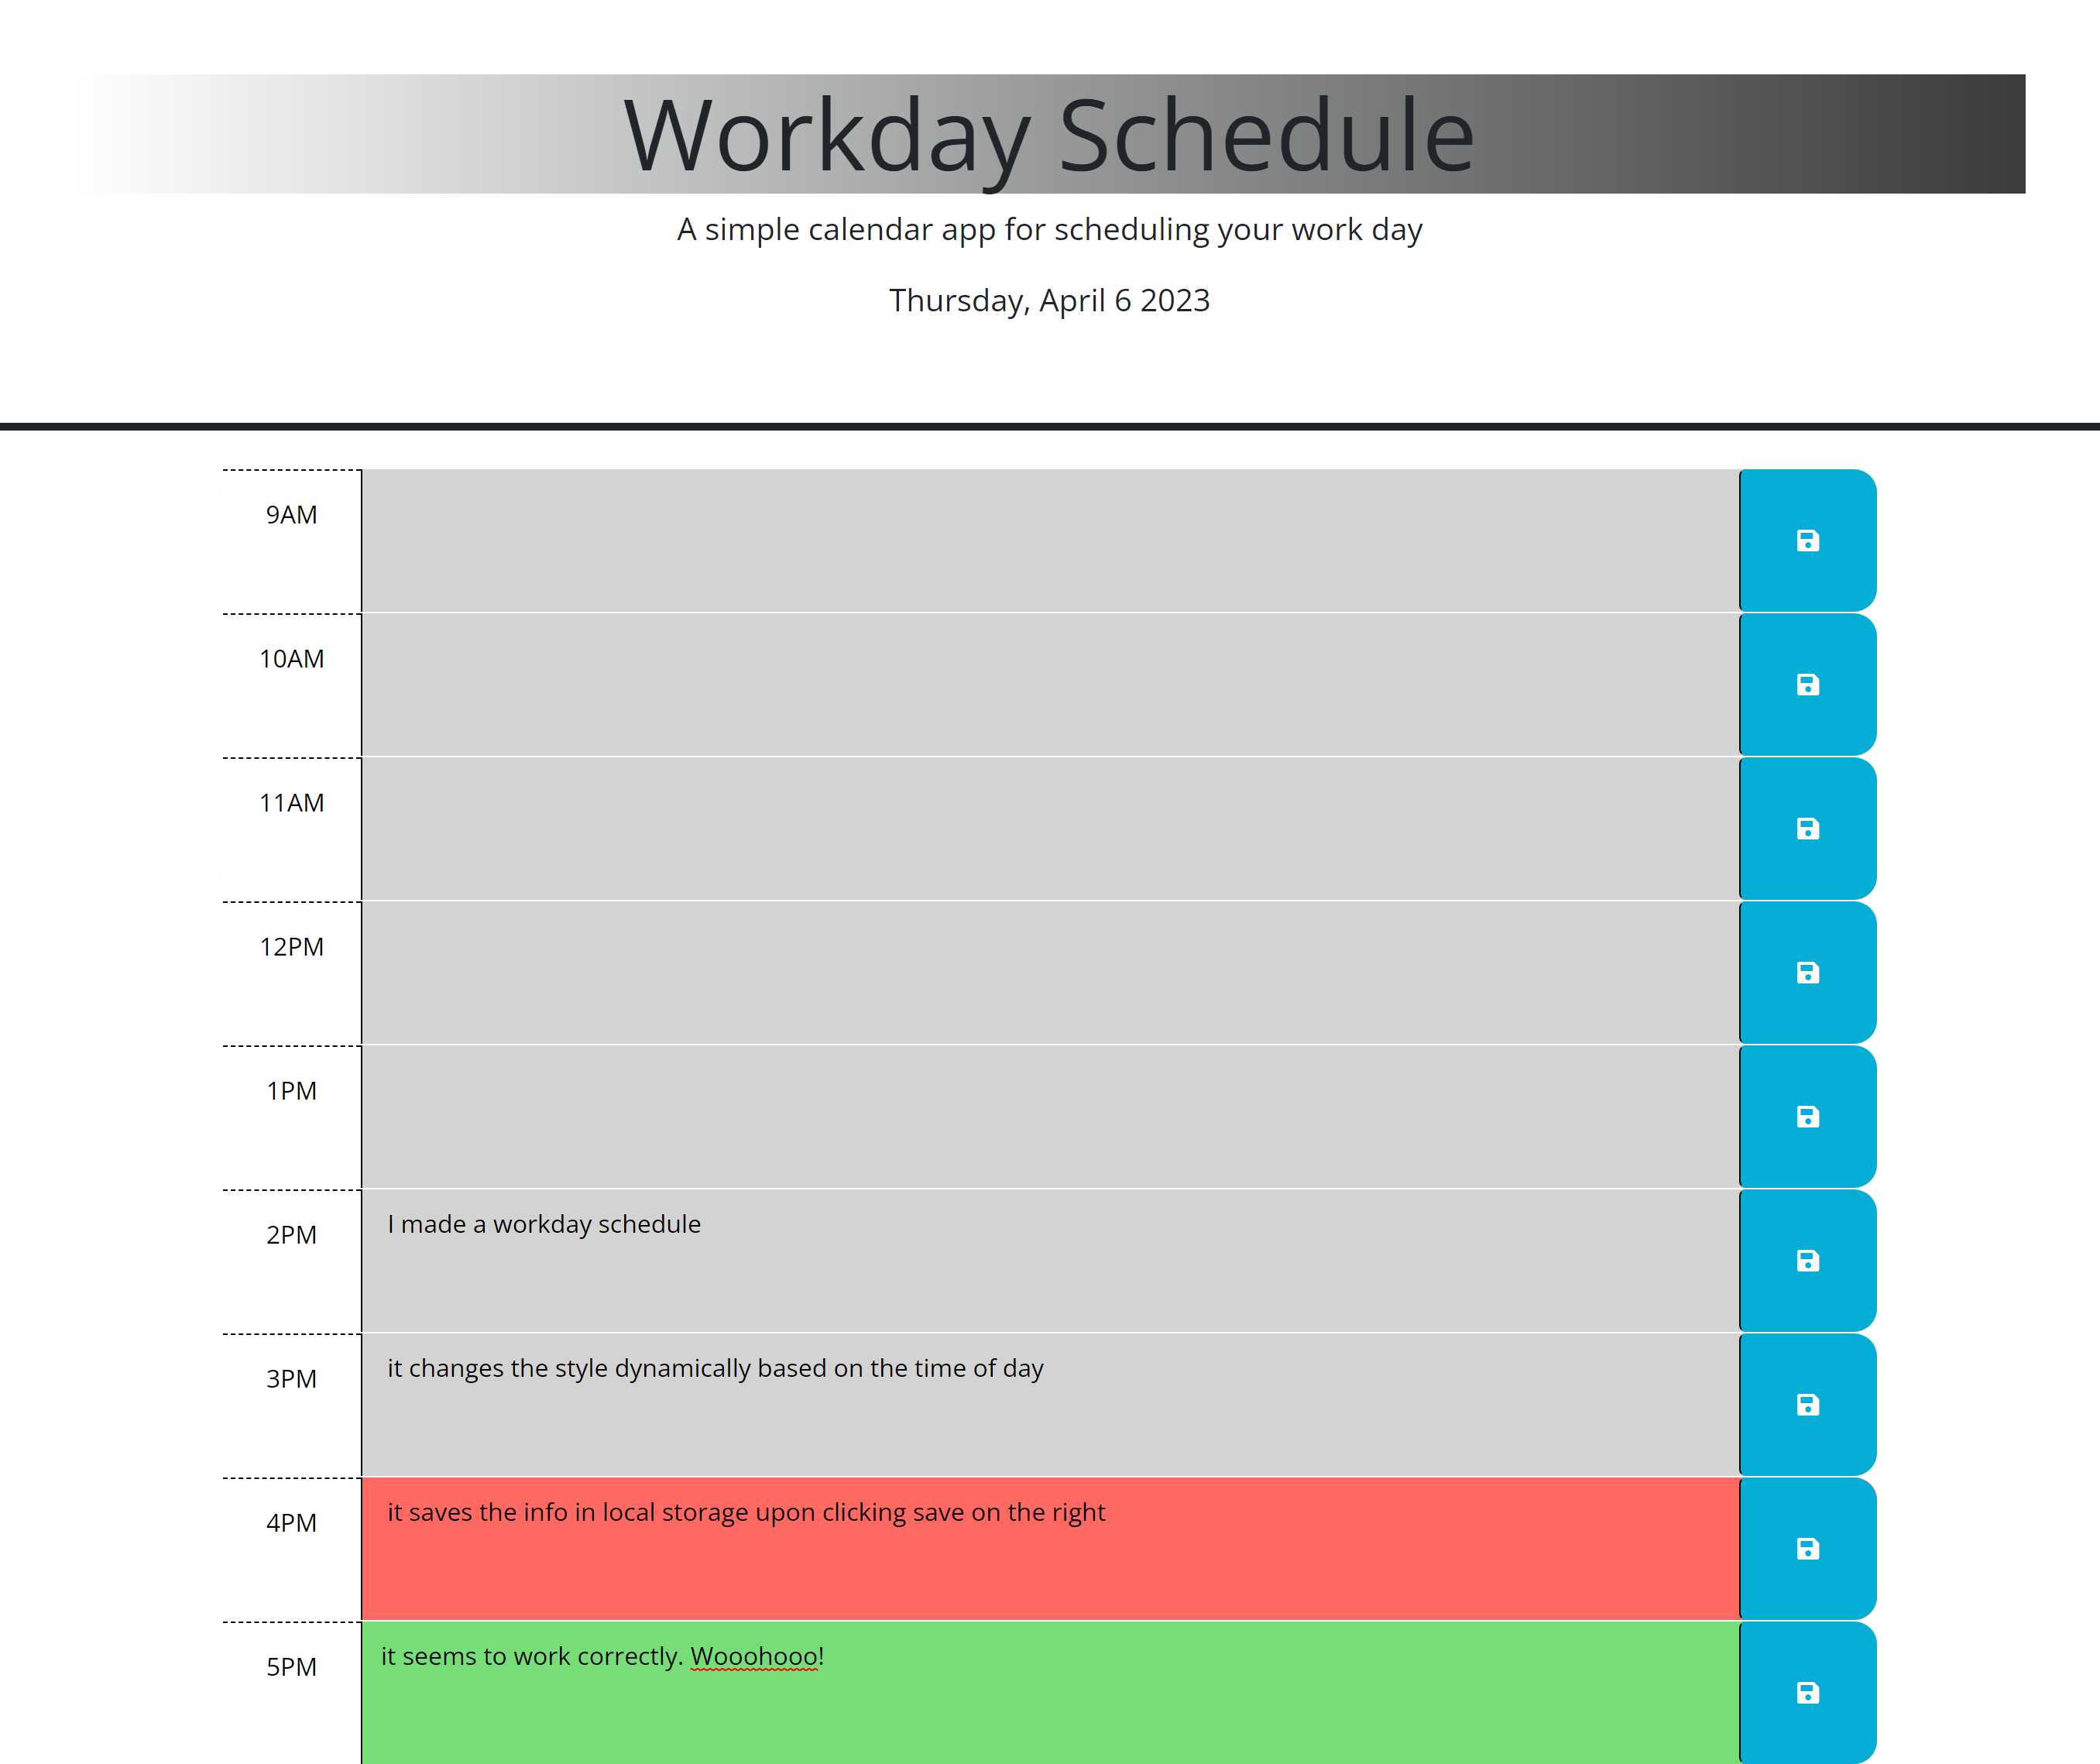 Workday Schedule
A simple calendar app for scheduling your work day
Thursday, April 6 2023
9AM
10AM
11AM
12PM
1PM
2PM
I made a workday schedule
3PM
it changes the style dynamically based on the time of day
4PM
it saves the info in local storage upon clicking save on the right
5PM
it seems to work correctly. Wooohooo!